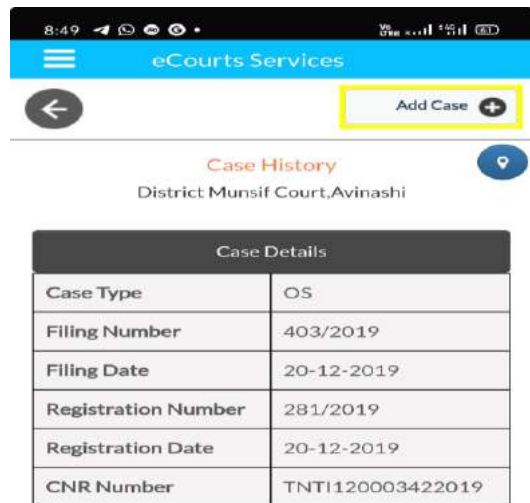 8:49
eCourts Services
Add Case
Case History
District Munsif Court,Avinashi
Case Details
Case Type OS
Filing Number 403/2019
Filing Date 20-12-2019
Registration Number 281/2019
Registration Date 20-12-2019
CNR Number TNTI120003422019